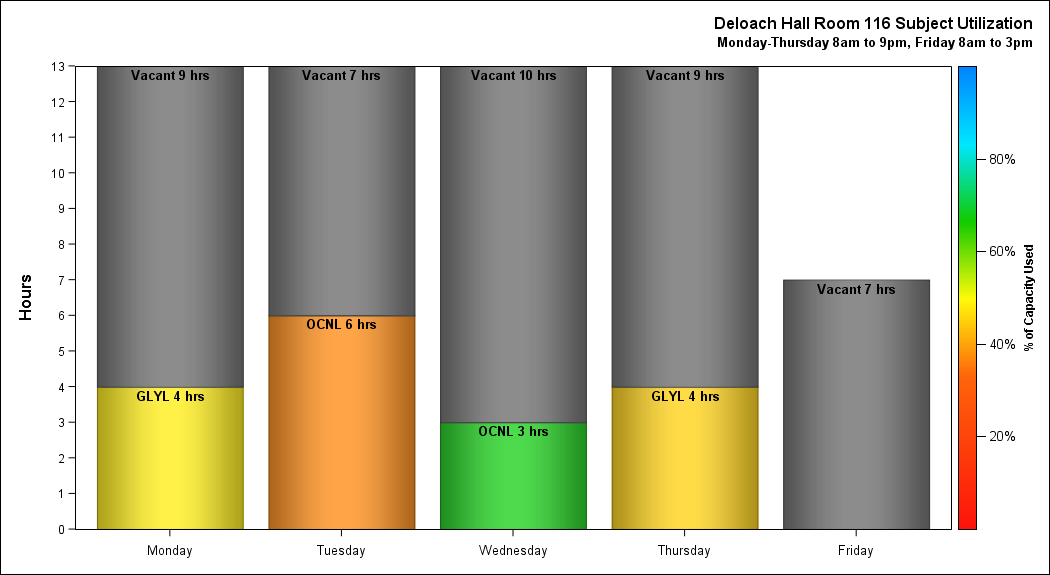 Deloach Hall Room 116 Subject Utilization
Monday-Thursday 8am to 9pm, Friday 8am to 3pm
Hours
13
12
11
10
9
8
7
6
5
4
3
2
1
0
Vacant 9 hrs
GLYL 4 hrs
Vacant 7 hrs
OCNL 6 hrs
Vacant 10 hrs
OCNL 3 hrs
Vacant 9 hrs
GLYL 4 hrs
Vacant 7 hrs
Monday
Tuesday
Wednesday
Thursday
Friday
80%
60%
40%
20%
% of Capacity Used